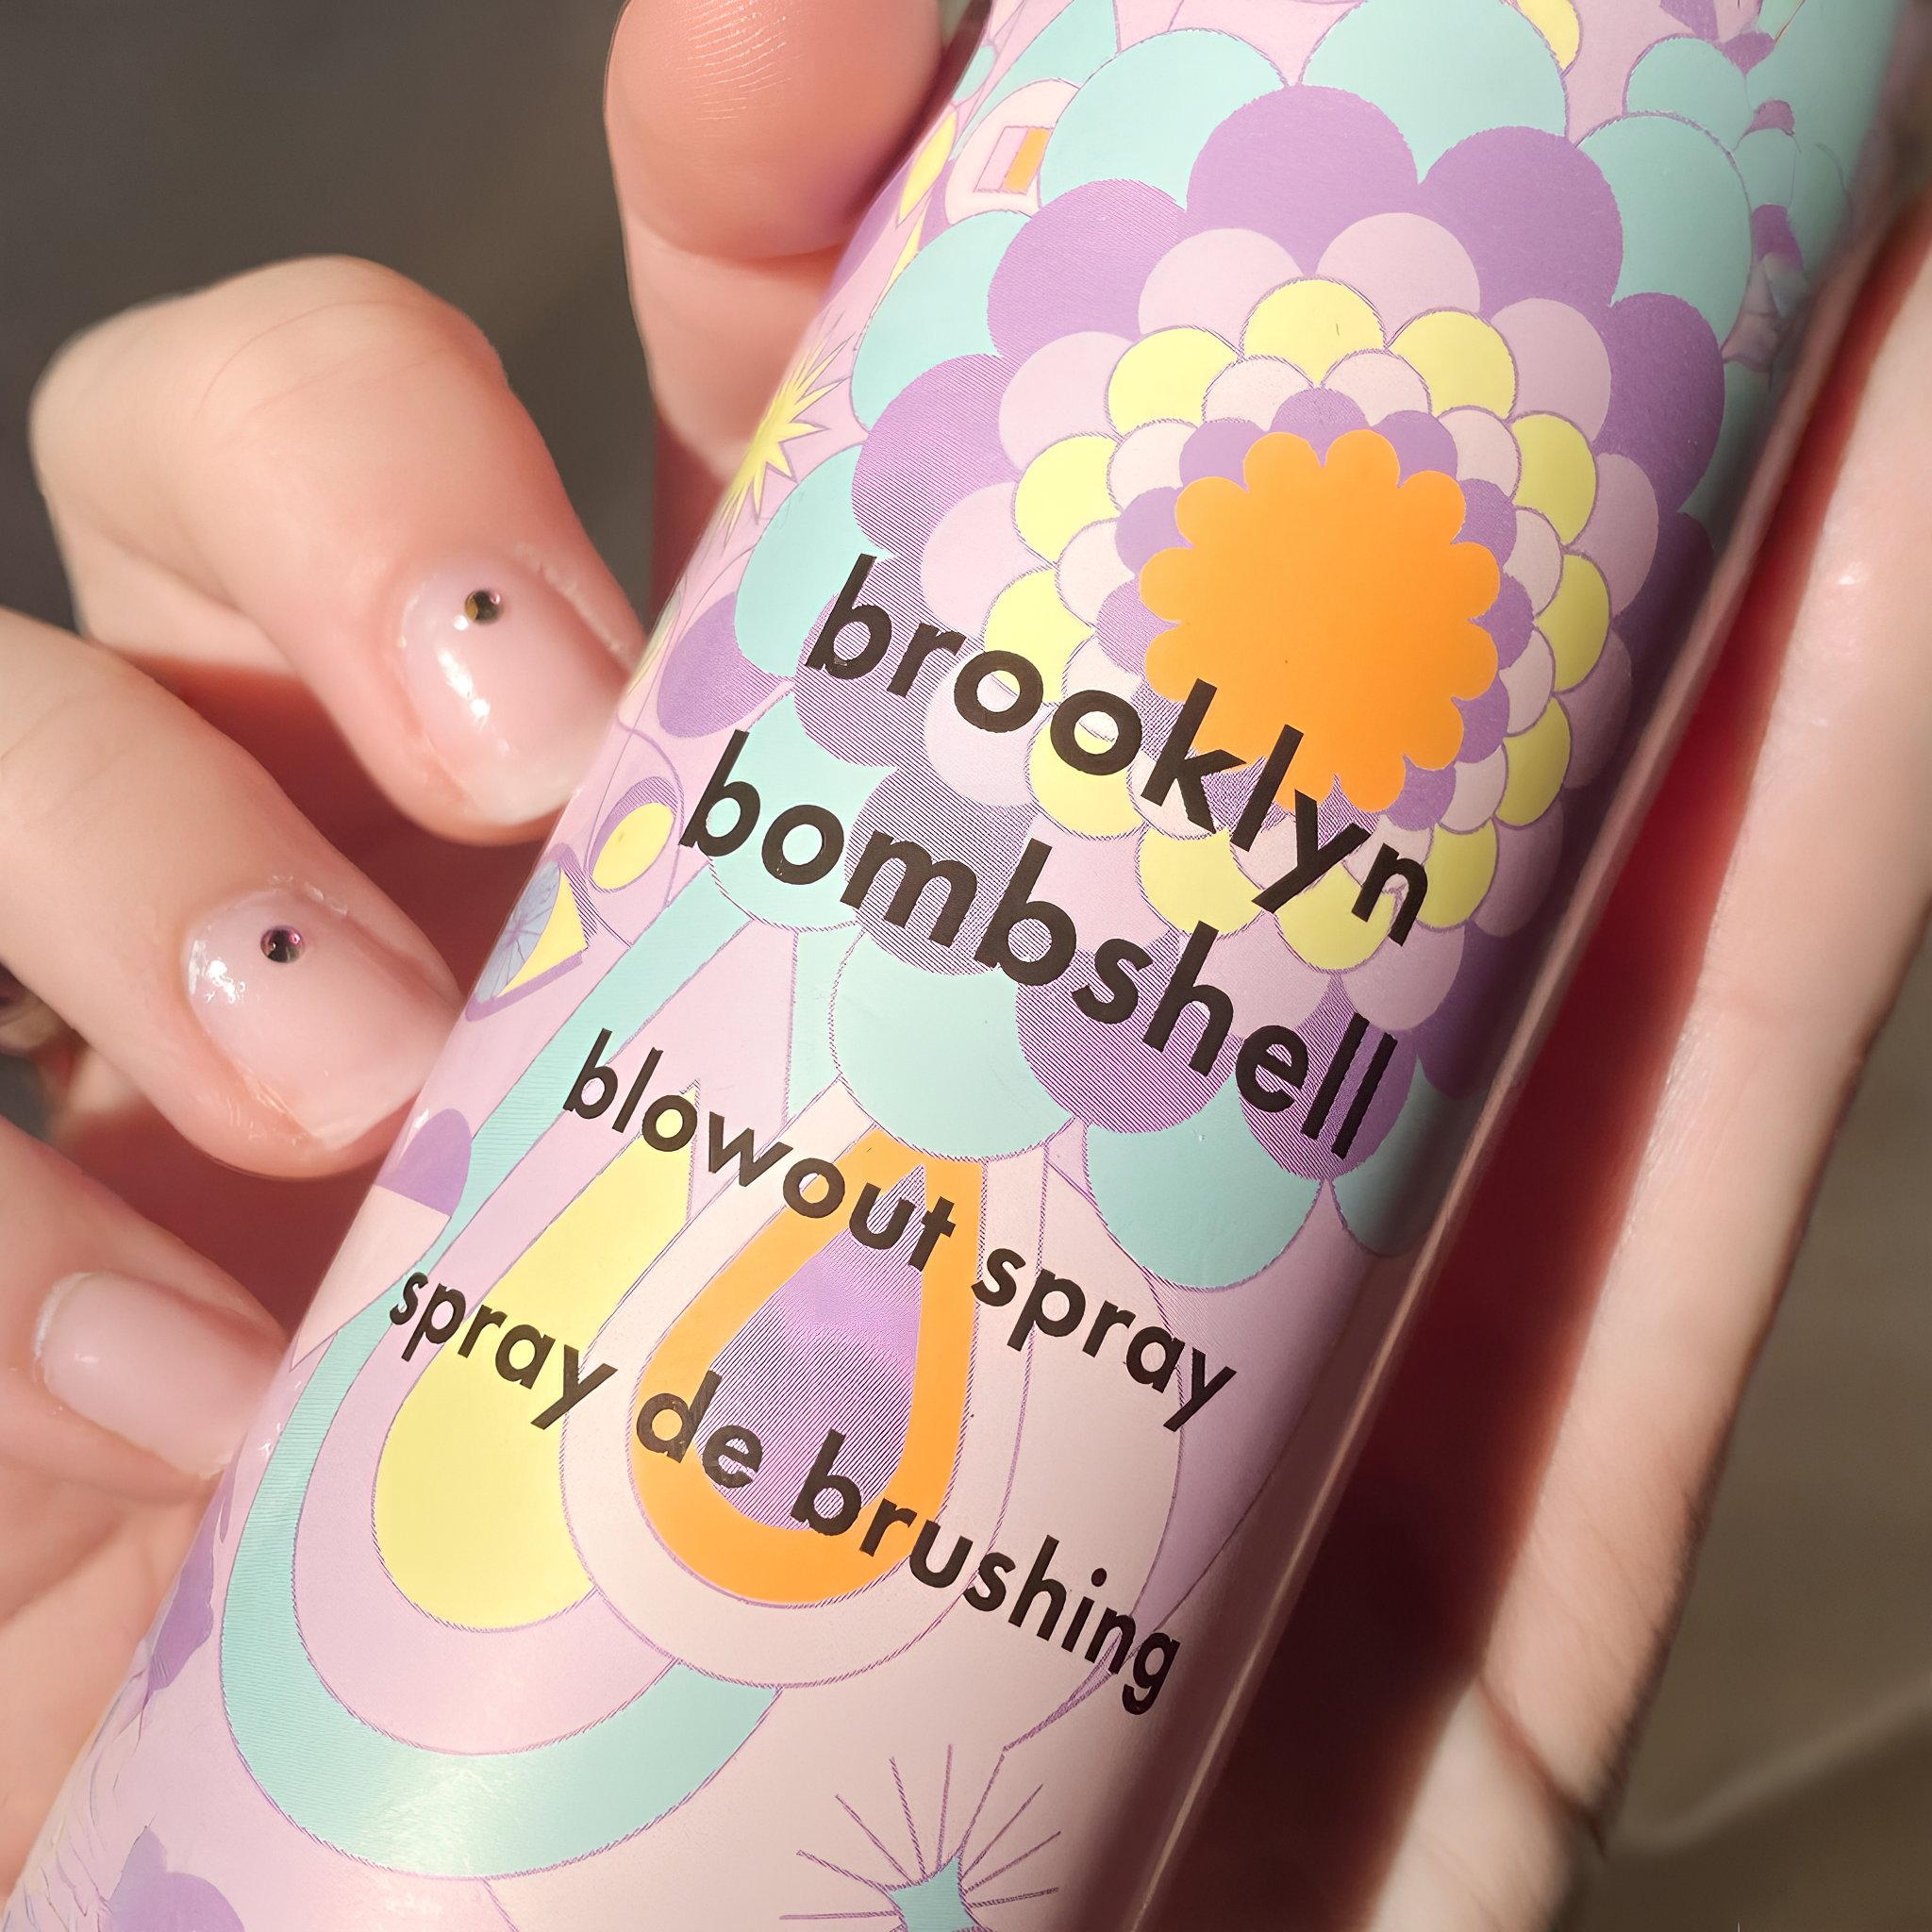 brooklyn
bombshell
blowout spray
spray de brushing